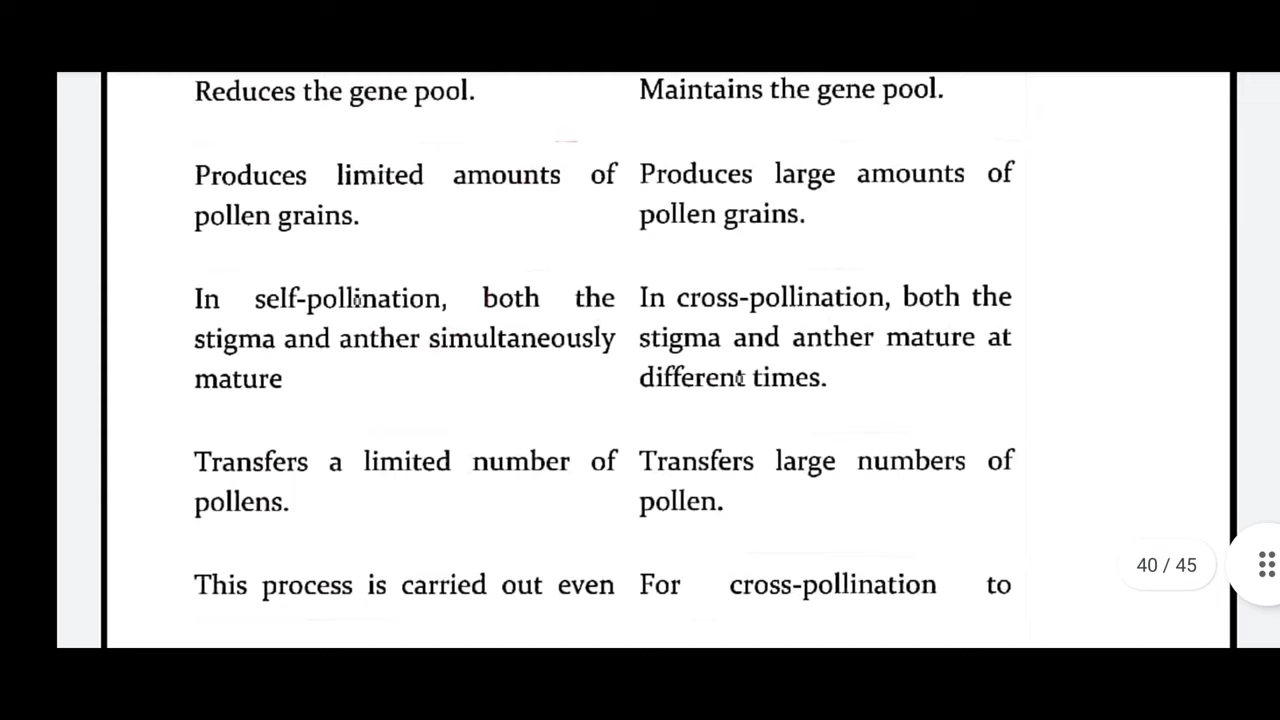 Reduces the gene pool.
Maintains the gene pool.
Produces limited amounts of
pollen grains.
Produces large amounts of
pollen grains.
In self-pollination, both the
stigma and anther simultaneously
mature
In cross-pollination, both the
stigma and anther mature at
different times.
Transfers a limited number of
pollens.
Transfers large numbers of
pollen.
This process is carried out even
For cross-pollination to
40 / 45